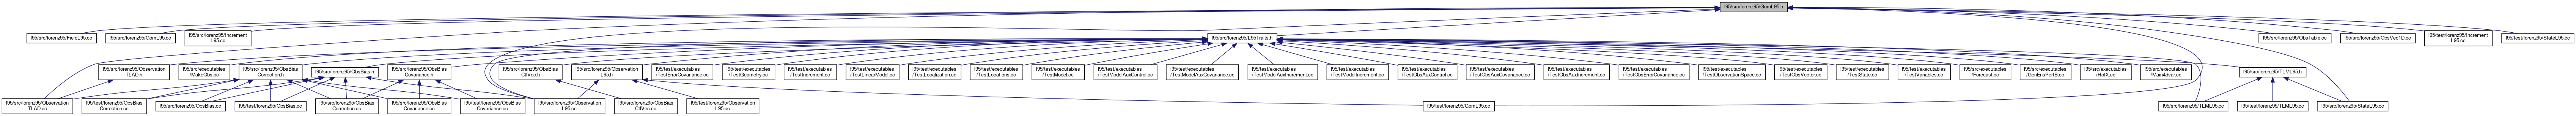 l95/src/lorenz95/GomL95.h
l95/src/lorenz95/FieldL95.cc
l95/src/lorenz95/GomL95.cc
l95/src/lorenz95/Increment
L95.cc
l95/src/lorenz95/L95Traits.h
l95/src/lorenz95/ObsTable.cc
l95/src/lorenz95/ObsVec1D.cc
l95/test/lorenz95/Increment
L95.cc
l95/test/lorenz95/StateL95.cc
l95/src/lorenz95/Observation
TLAD.h
l95/src/executables
/MakeObs.cc
l95/src/lorenz95/ObsBias
Correction.h
l95/src/lorenz95/ObsBias.h
l95/src/lorenz95/ObsBias
Covariance.h
l95/src/lorenz95/ObsBias
CtlVec.h
l95/src/lorenz95/Observation
L95.h
l95/test/executables
/TestErrorCovariance.cc
l95/test/executables
/TestGeometry.cc
l95/test/executables
/TestIncrement.cc
l95/test/executables
/TestLinearModel.cc
l95/test/executables
/TestLocalization.cc
l95/test/executables
/TestLocations.cc
l95/test/executables
/TestModel.cc
l95/test/executables
/TestModelAuxControl.cc
l95/test/executables
/TestModelAuxCovariance.cc
l95/test/executables
/TestModelAuxIncrement.cc
l95/test/executables
/TestModelIncrement.cc
l95/test/executables
/TestObsAuxControl.cc
l95/test/executables
/TestObsAuxCovariance.cc
l95/test/executables
/TestObsAuxIncrement.cc
l95/test/executables
/TestObsErrorCovariance.cc
l95/test/executables
/TestObservationSpace.cc
l95/test/executables
/TestObsVector.cc
l95/test/executables
/TestState.cc
l95/test/executables
/TestVariables.cc
l95/src/executables
/Forecast.cc
l95/src/executables
/GenEnsPertB.cc
l95/src/executables
/HofX.cc
l95/src/executables
/Main4dvar.cc
l95/src/lorenz95/TLML95.h
l95/src/lorenz95/Observation
TLAD.cc
l95/test/lorenz95/ObsBias
Correction.cc
l95/src/lorenz95/ObsBias.cc
l95/test/lorenz95/ObsBias.cc
l95/src/lorenz95/ObsBias
Correction.cc
l95/src/lorenz95/ObsBias
Covariance.cc
l95/test/lorenz95/ObsBias
Covariance.cc
l95/src/lorenz95/Observation
L95.cc
l95/src/lorenz95/ObsBias
CtlVec.cc
l95/test/lorenz95/Observation
L95.cc
l95/test/lorenz95/GomL95.cc
l95/src/lorenz95/TLML95.cc
l95/test/lorenz95/TLML95.cc
l95/src/lorenz95/StateL95.cc